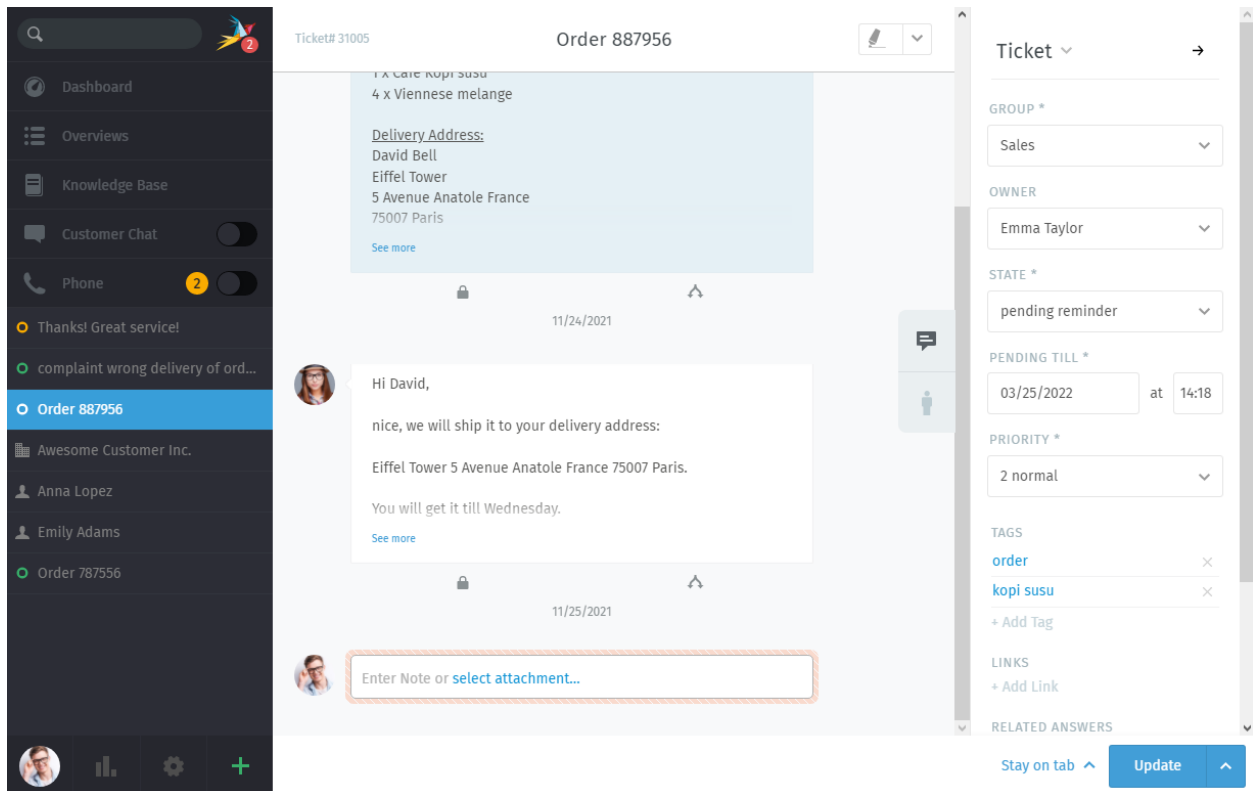 2
Dashboard
Overviews
Knowledge Base
Customer Chat
Phone 2
Thanks! Great service!
complaint wrong delivery of ord...
Order 887956
Awesome Customer Inc.
Anna Lopez
Emily Adams
Order 787556
Ticket# 31005
Order 887956
1 x Cafe Kopi susu
4 x Viennese melange
Delivery Address:
David Bell
Eiffel Tower
5 Avenue Anatole France
75007 Paris
See more
11/24/2021
Hi David,
nice, we will ship it to your delivery address:
Eiffel Tower 5 Avenue Anatole France 75007 Paris.
You will get it till Wednesday.
See more
11/25/2021
Enter Note or select attachment...
Ticket
GROUP *
Sales
OWNER
Emma Taylor
STATE *
pending reminder
PENDING TILL *
03/25/2022 at 14:18
PRIORITY *
2 normal
TAGS
order
kopi susu
+ Add Tag
LINKS
+ Add Link
RELATED ANSWERS
Stay on tab
Update